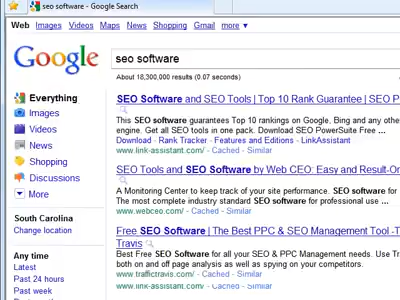 seo software - Google Search
Web Images Videos Maps News Shopping Gmail more ▼
Google
seo software
About 18,300,000 results (0.07 seconds)
Everything
Images
Videos
News
Shopping
Discussions
More
South Carolina
Change location
Any time
Latest
Past 24 hours
Past week
SEO Software and SEO Tools | Top 10 Rank Guarantee | SEO P
This SEO software guarantees Top 10 rankings on Google, Bing and any other
engine. Get all SEO tools in one pack. Download SEO PowerSuite Free ...
Download - Rank Tracker - Features and Editions - LinkAssistant
www.link-assistant.com/ - Cached - Similar
SEO Tools and SEO Software by Web CEO: Easy and Result-Or
A Monitoring Center to keep track of your site performance. SEO software for
The most complete industry standard SEO software for professional use ...
www.webceo.com/ - Cached - Similar
Free SEO Software | The Best PPC & SEO Management Tool -T
Travis
Best Free SEO Software for all your SEO & PPC Management needs. Use Tr
both on and off page analysis as well as spying on your competitors.
www.traffictravis.com/ - Cached - Similar
www.link-assistant.com/ - Cached - Similar